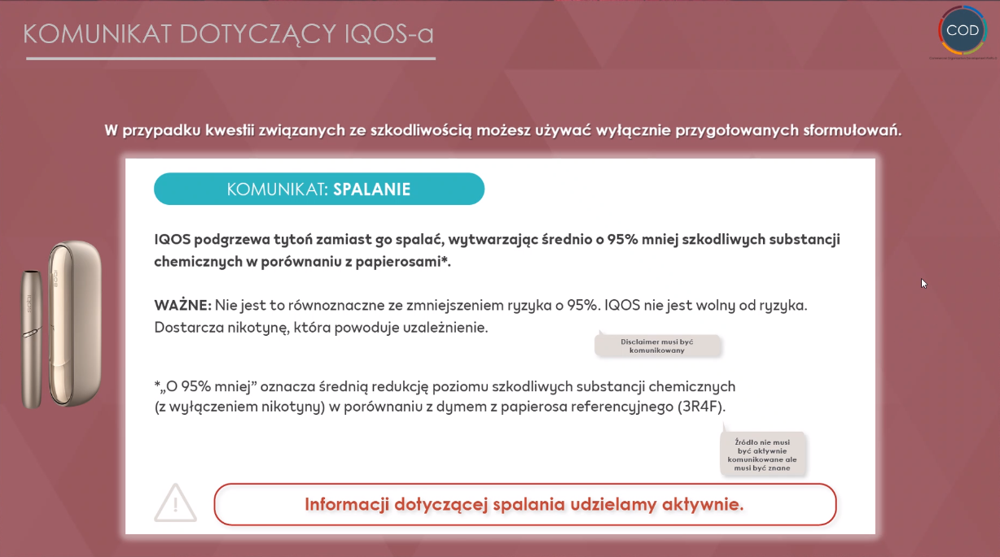 KOMUNIKAT DOTYCZĄCY IQOS-a
COD
W przypadku kwestii związanych ze szkodliwością możesz używać wyłącznie przygotowanych sformułowań.
KOMUNIKAT: SPALANIE
IQOS podgrzewa tytoń zamiast go spalać, wytwarzając średnio o 95% mniej szkodliwych substancji
chemicznych w porównaniu z papierosami*.
WAŻNE: Nie jest to równoznaczne ze zmniejszeniem ryzyka o 95%. IQOS nie jest wolny od ryzyka.
Dostarcza nikotynę, która powoduje uzależnienie.
Disclaimer musi być
komunikowany
*„O 95% mniej” oznacza średnią redukcję poziomu szkodliwych substancji chemicznych
(z wyłączeniem nikotyny) w porównaniu z dymem z papierosa referencyjnego (3R4F).
Źródło nie musi
być aktywnie
komunikowane ale
musi być znane
!
Informacji dotyczącej spalania udzielamy aktywnie.
iqos
iqos